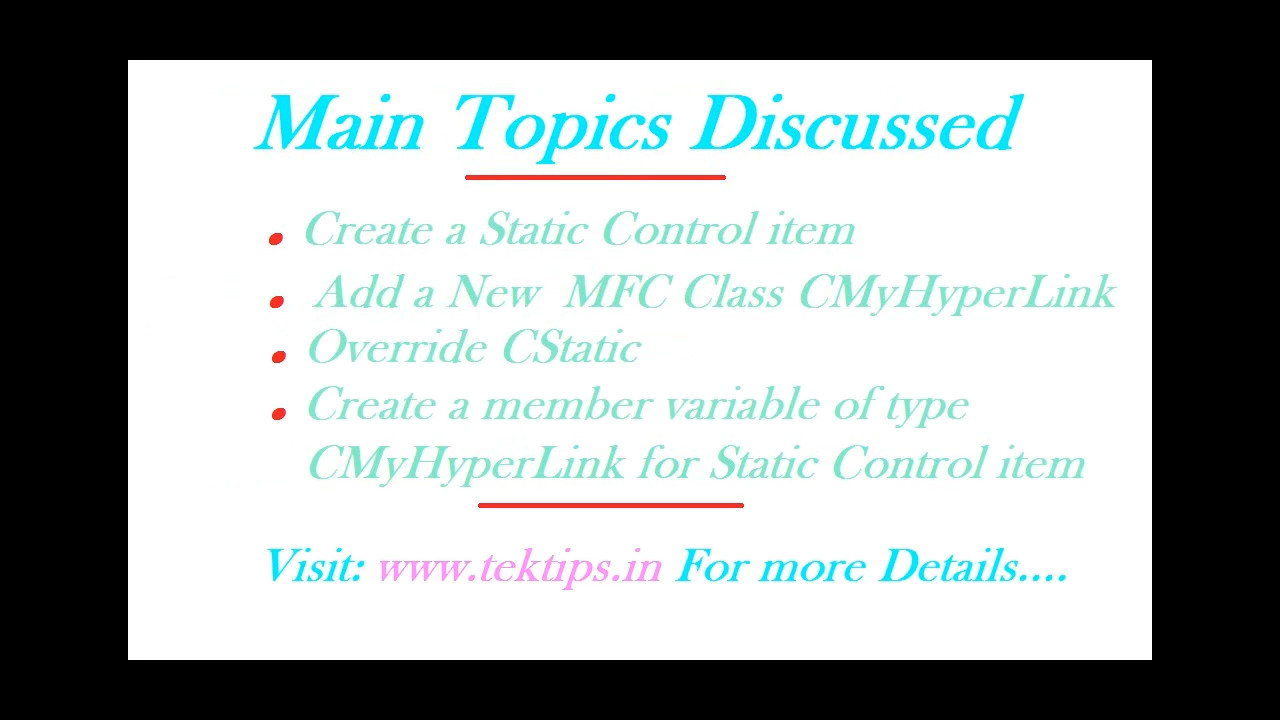 Main Topics Discussed
Create a Static Control item
Add a New MFC Class CMyHyperLink
Override CStatic
Create a member variable of type
CMyHyperLink for Static Control item
Visit: www.tektips.in For more Details....